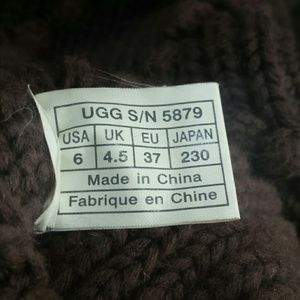 UGG S/N 5879
USA UK EU JAPAN
6 4.5 37 230
Made in China
Fabrique en Chine